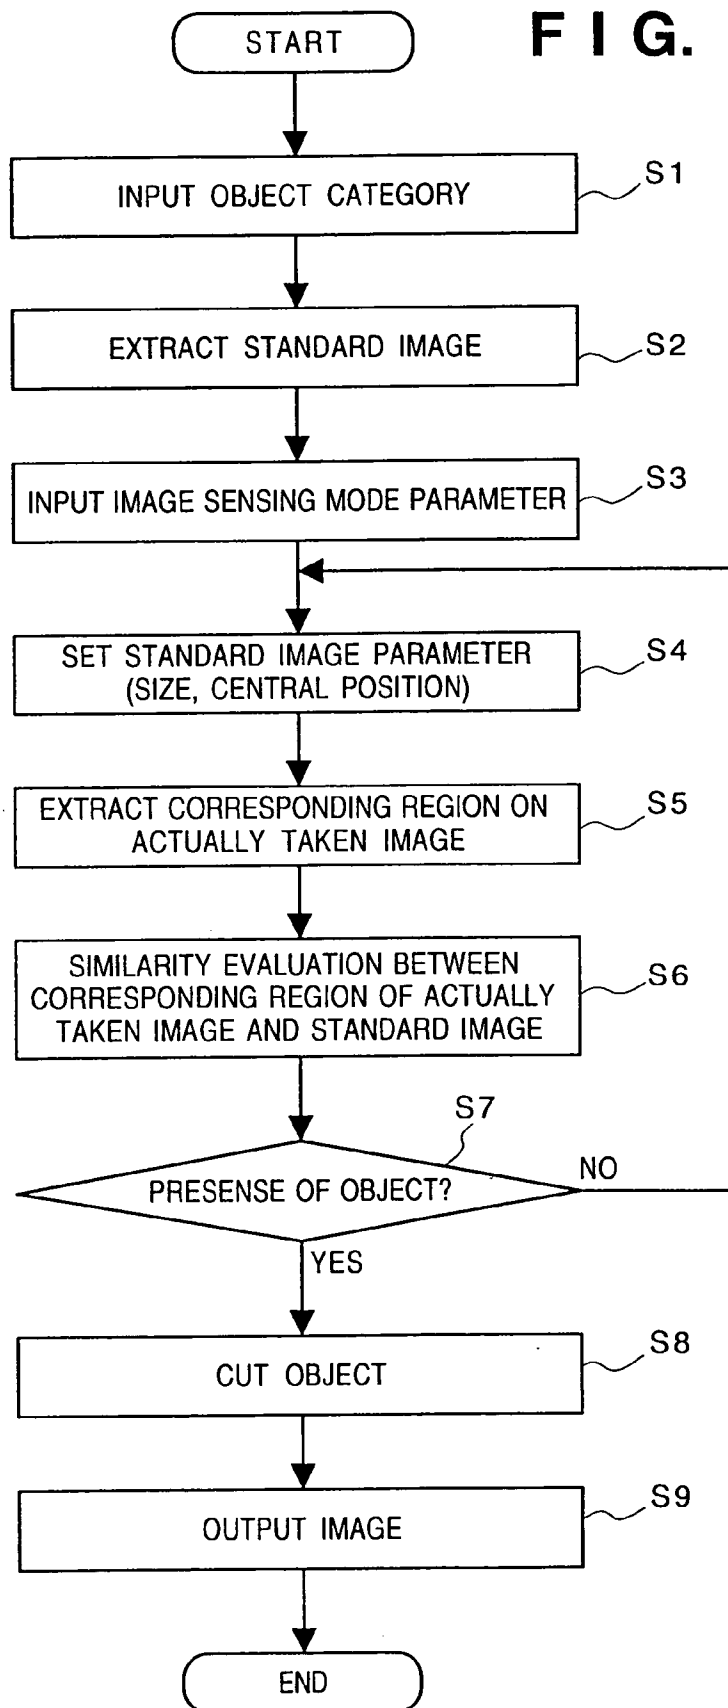 START
FIG.
INPUT OBJECT CATEGORY
S1
EXTRACT STANDARD IMAGE
S2
INPUT IMAGE SENSING MODE PARAMETER
S3
SET STANDARD IMAGE PARAMETER
(SIZE, CENTRAL POSITION)
S4
EXTRACT CORRESPONDING REGION ON
ACTUALLY TAKEN IMAGE
S5
SIMILARITY EVALUATION BETWEEN
CORRESPONDING REGION OF ACTUALLY
TAKEN IMAGE AND STANDARD IMAGE
S6
S7
PRESENSE OF OBJECT?
NO
YES
CUT OBJECT
S8
OUTPUT IMAGE
S9
END